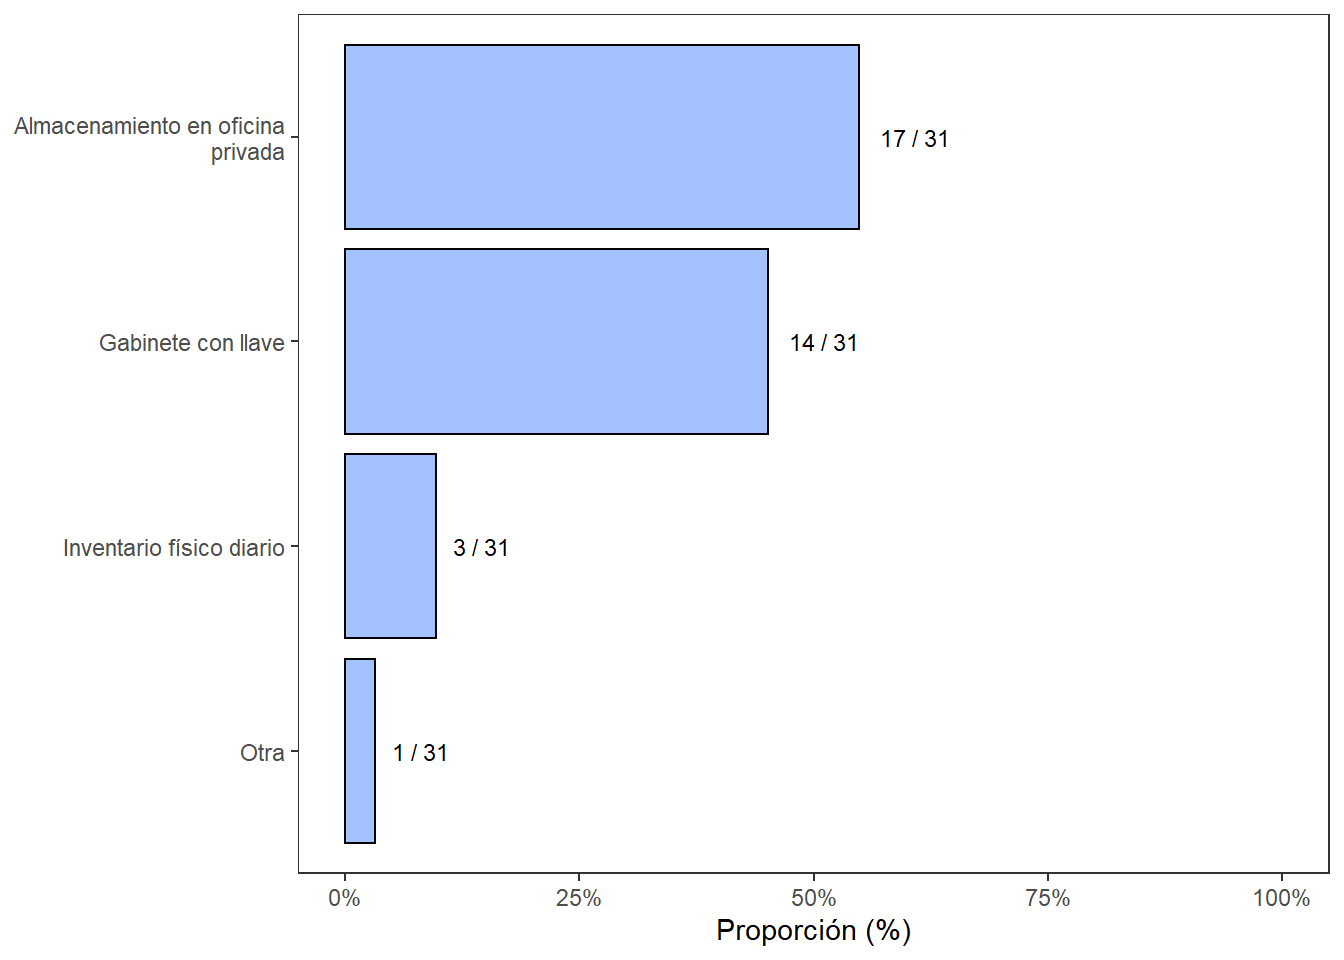 Almacenamiento en oficina
privada
17 / 31
Gabinete con llave
14 / 31
Inventario físico diario
3 / 31
Otra
1 / 31
0%
25%
50%
75%
100%
Proporción (%)